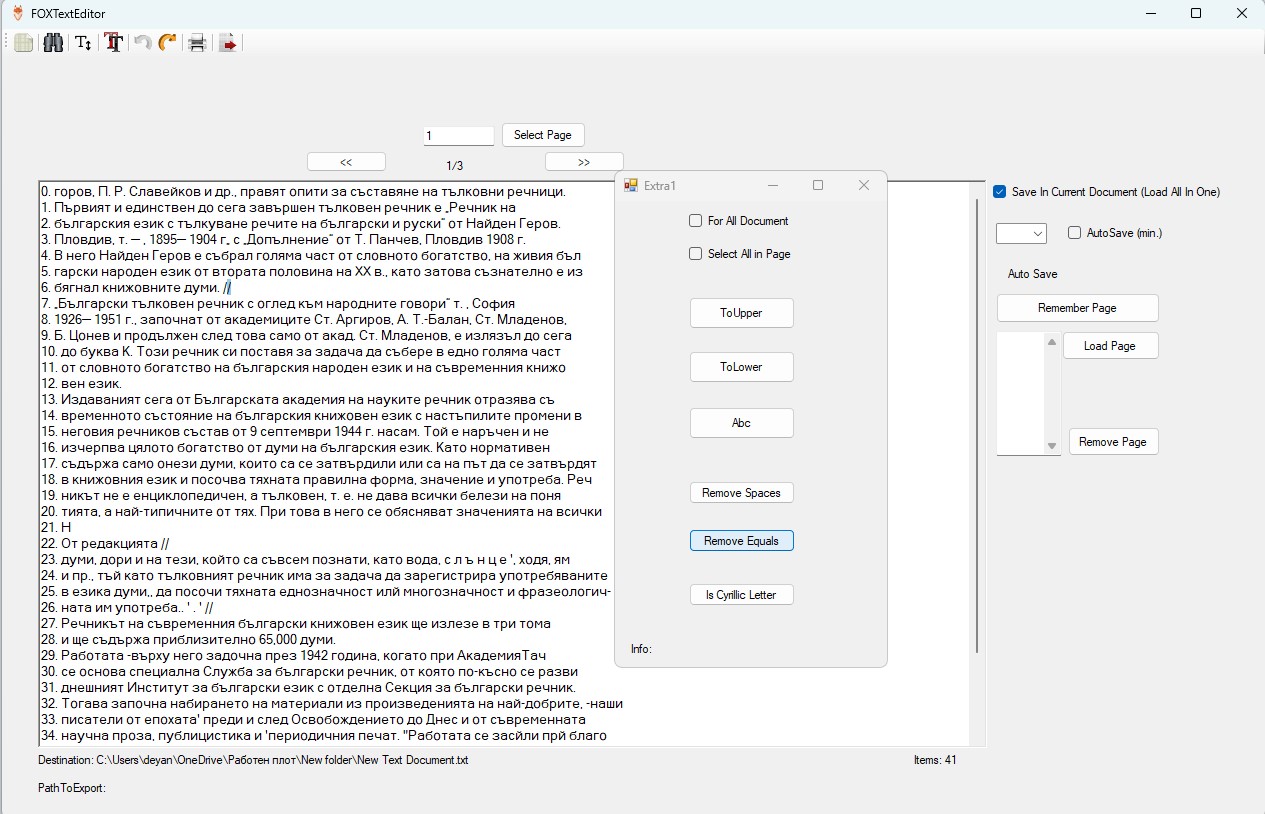 FOXTextEditor
1
Select Page
<<
1/3
>>
0. горов, П. Р. Славейков и др., правят опити за съставяне на тълковни речници.
1. Първият и единствен до сега завършен тълковен речник е „Речник на
2. българския език с тълкуване речите на български и руски“ от Найден Геров.
3. Пловдив, т. — , 1895— 1904 г„ с „Допълнение“ от Т. Панчев, Пловдив 1908 г.
4. В него Найден Геров е събрал голяма част от словното богатство, на живия бъл
5. гарски народен език от втората половина на XX в., като затова съзнателно е из
6. бягнал книжовните думи. //
7. „Български тълковен речник с оглед към народните говори“ т. , София
8. 1926— 1951 г., започнат от академиците Ст. Аргиров, А. Т.-Балан, Ст. Младенов,
9. Б. Цонев и продължен след това само от акад. Ст. Младенов, е излязъл до сега
10. до буква К. Този речник си поставя за задача да събере в едно голяма част
11. от словното богатство на българския народен език и на съвременния книжо
12. вен език.
13. Издаваният сега от Българската академия на науките речник отразява съ
14. временното състояние на българския книжовен език с настъпилите промени в
15. неговия речников състав от 9 септември 1944 г. насам. Той е наръчен и не
16. изчерпва цялото богатство от думи на българския език. Като нормативен
17. съдържа само онези думи, които са се затвърдили или са на път да се затвърдят
18. в книжовния език и посочва тяхната правилна форма, значение и употреба. Реч
19. никът не е енциклопедичен, а тълковен, т. е. не дава всички белези на поня
20. тията, а най-типичните от тях. При това в него се обясняват значенията на всички
21. Н
22. От редакцията //
23. думи, дори и на тези, който са съвсем познати, като вода, с л ъ н ц е ', ходя, ям
24. и пр., тъй като тълковният речник има за задача да зарегистрира употребяваните
25. в езика думи,, да посочи тяхната еднозначност илй многозначност и фразеологич-
26. ната им употреба.. ' . ' //
27. Речникът на съвременния български книжовен език ще излезе в три тома
28. и ще съдържа приблизително 65,000 думи.
29. Работата -върху него задочна през 1942 година, когато при АкадемияТач
30. се основа специална Служба за български речник, от която по-късно се разви
31. днешният Институт за български език с отделна Секция за български речник.
32. Тогава започна набирането на материали из произведенията на най-добрите, -наши
33. писатели от епохата' преди и след Освобождението до Днес и от съвременната
34. научна проза, публицистика и 'периодичния печат. "Работата се засйли прй благо
Extra1
For All Document
Select All in Page
ToUpper
ToLower
Abc
Remove Spaces
Remove Equals
Is Cyrillic Letter
Info:
Save In Current Document (Load All In One)
AutoSave (min.)
Auto Save
Remember Page
Load Page
Remove Page
Destination: C:\Users\deyan\OneDrive\Работен плот\New folder\New Text Document.txt
Items: 41
PathToExport: